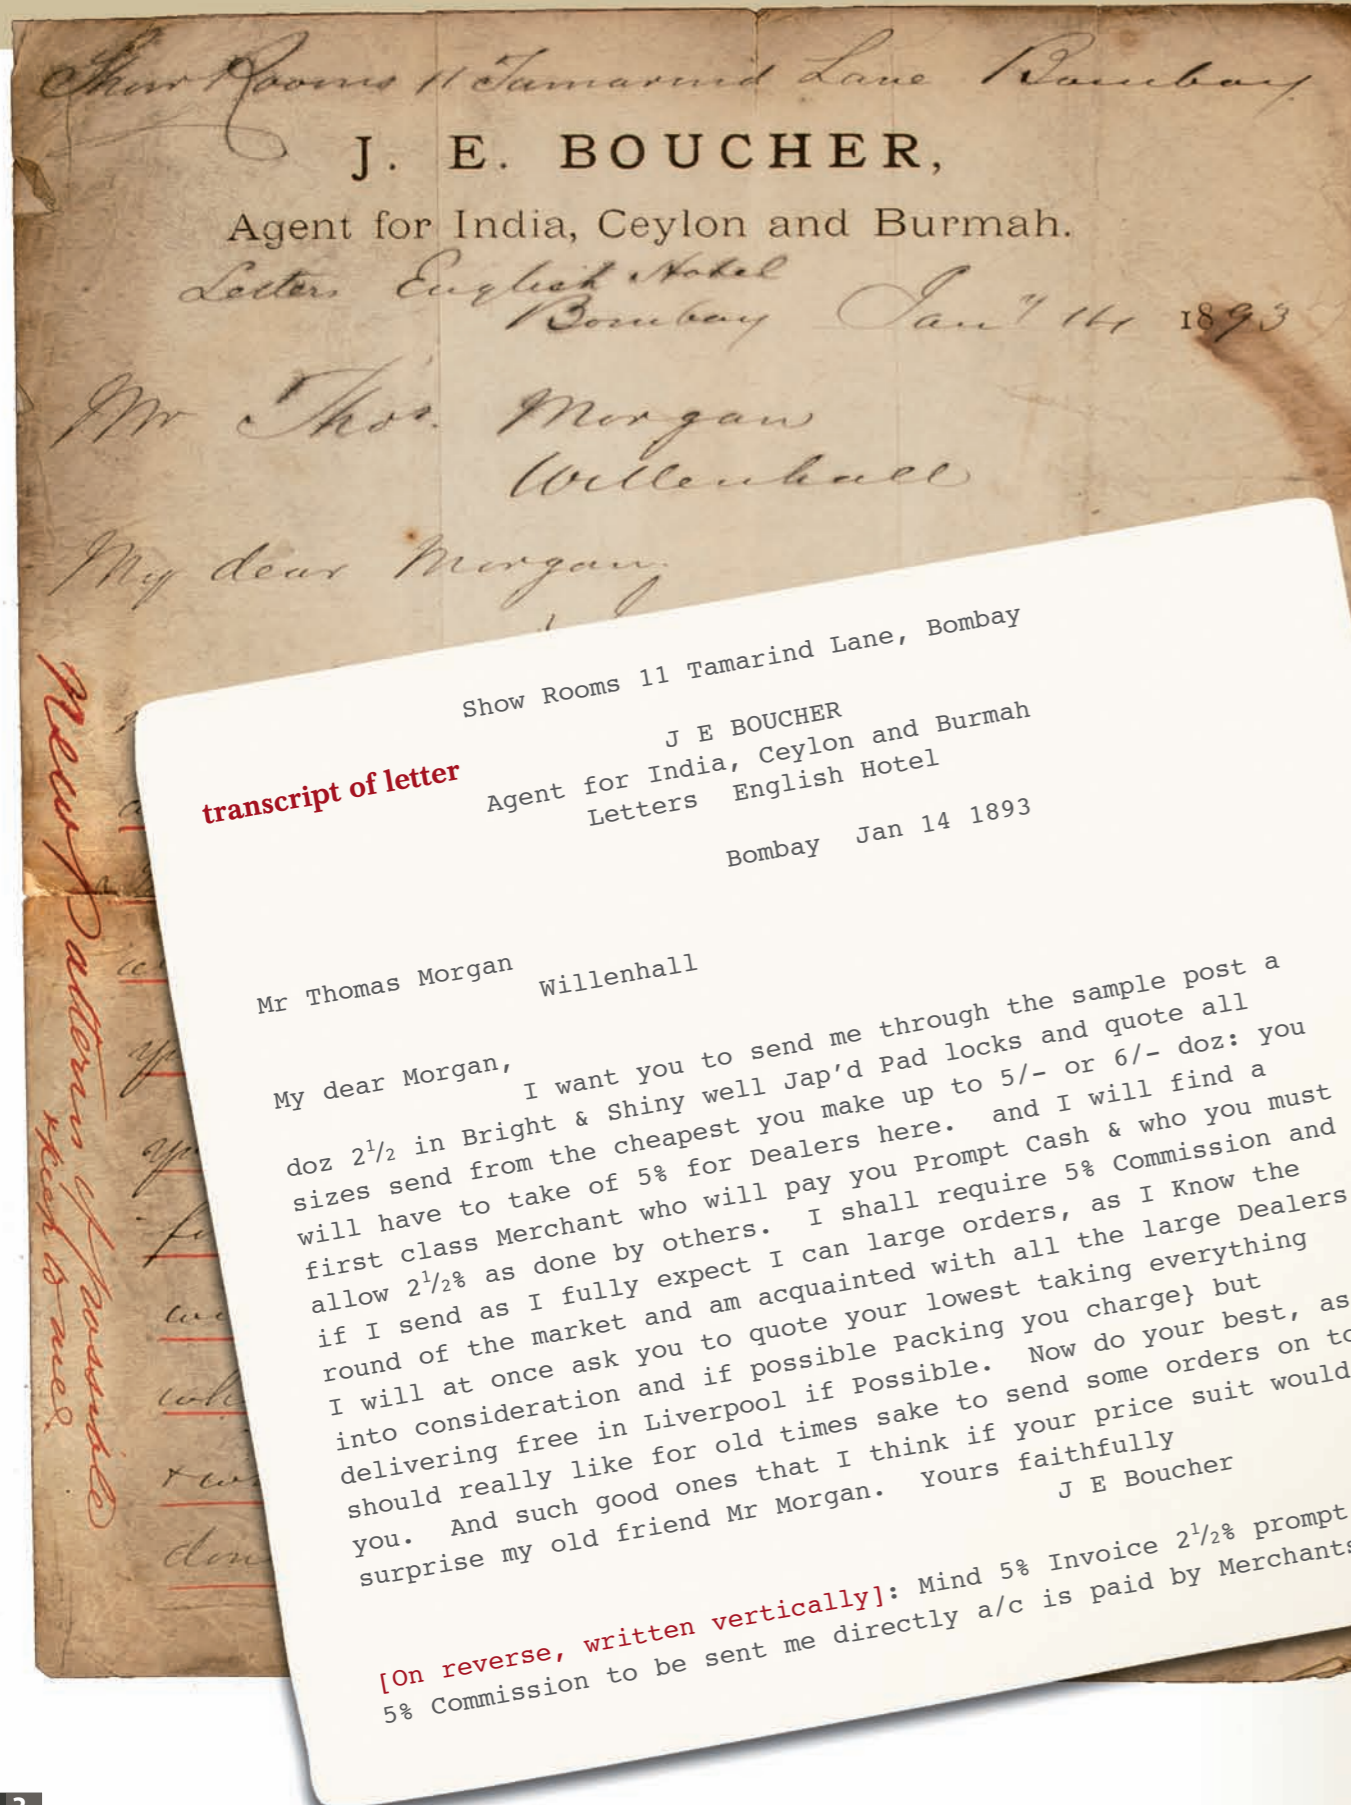 Show Rooms 11 Tamarind Lane Bombay
J. E. BOUCHER,
Agent for India, Ceylon and Burmah.
Letters English Hotel
Bombay Jany 14 1893
Mr Thos. Morgan
Willenhall
My dear Morgan.
Show Rooms 11 Tamarind Lane, Bombay
J E BOUCHER
transcript of letter
Agent for India, Ceylon and Burmah
Letters English Hotel
Bombay Jan 14 1893
Mr Thomas Morgan
Willenhall
My dear Morgan,
I want you to send me through the sample post a
doz 2½ in Bright & Shiny well Jap'd Pad locks and quote all
sizes send from the cheapest you make up to 5/- or 6/- doz: you
will have to take of 5% for Dealers here. and I will find a
first class Merchant who will pay you Prompt Cash & who you must
allow 2½% as done by others. I shall require 5% Commission and
if I send as I fully expect I can large orders, as I Know the
round of the market and am acquainted with all the large Dealers
I will at once ask you to quote your lowest taking everything
into consideration and if possible Packing you charge} but
delivering free in Liverpool if Possible. Now do your best, as
should really like for old times sake to send some orders on to
you. And such good ones that I think if your price suit would
surprise my old friend Mr Morgan. Yours faithfully
J E Boucher
[On reverse, written vertically]: Mind 5% Invoice 2½% prompt
5% Commission to be sent me directly a/c is paid by Merchants
New Patterns if possible
to me